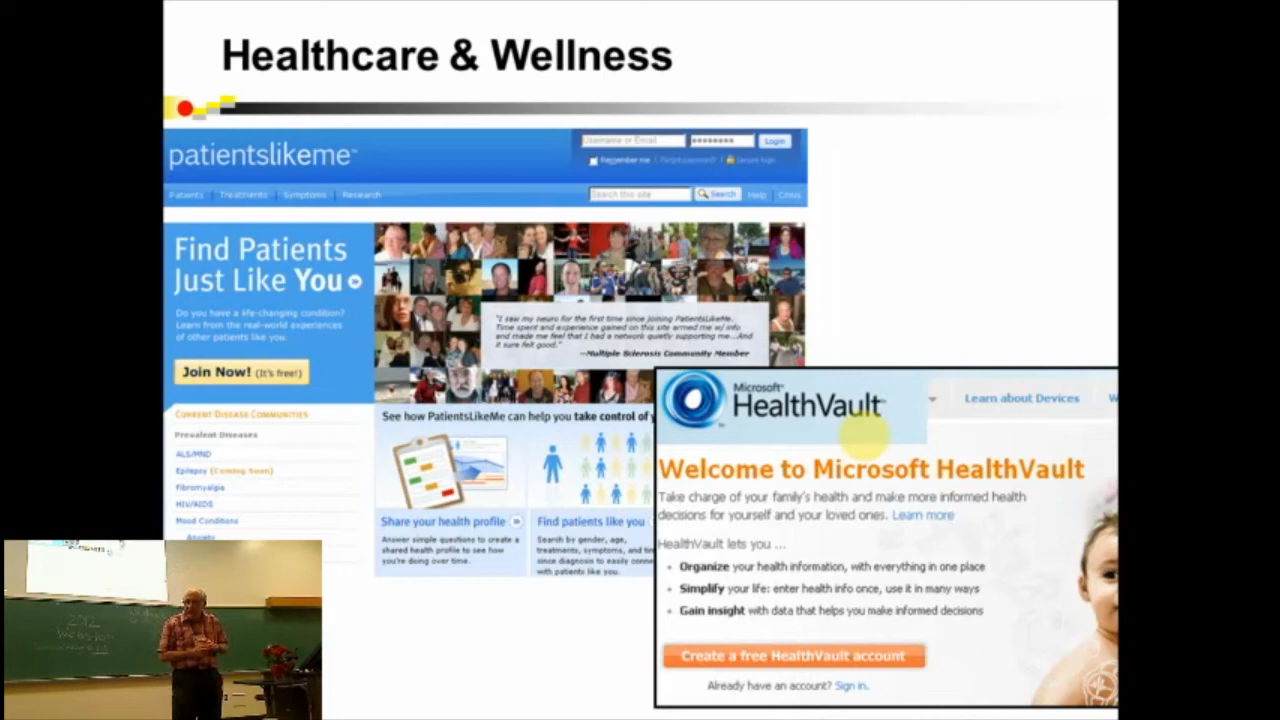 Healthcare & Wellness
patientslikeme™
Username or Email
Login
Remember me
Forgot password?
Secure login
Patients | Treatments | Symptoms | Research
Search this site
Search
Help
Find Patients
Just Like You
Do you have a life-changing condition?
Learn from the real-world experiences
of other patients like you.
Join Now! (It's free!)
"I saw my neuro for the first time since joining PatientsLikeMe.
Time spent and experience gained on this site armed me w/ info
and made me feel that I had a network quietly supporting me...And
it sure felt good."
—Multiple Sclerosis Community Member
CURRENT DISEASE COMMUNITIES
Prevalent Diseases
ALS/MND
Epilepsy (Coming Soon)
Fibromyalgia
HIV/AIDS
Mood Conditions
Anxiety
See how PatientsLikeMe can help you take control of
Share your health profile
Answer simple questions to create a
shared health profile to see how
you're doing over time.
Find patients like you
Search by gender, age,
treatments, symptoms, and
since diagnosis to easily
with patients like you.
Microsoft™
HealthVault™
Learn about Devices
W
Welcome to Microsoft HealthVault
Take charge of your family's health and make more informed health
decisions for yourself and your loved ones. Learn more
HealthVault lets you ...
• Organize your health information, with everything in one place
• Simplify your life: enter health info once, use it in many ways
• Gain insight with data that helps you make informed decisions
Create a free HealthVault account
Already have an account? Sign in.
2012